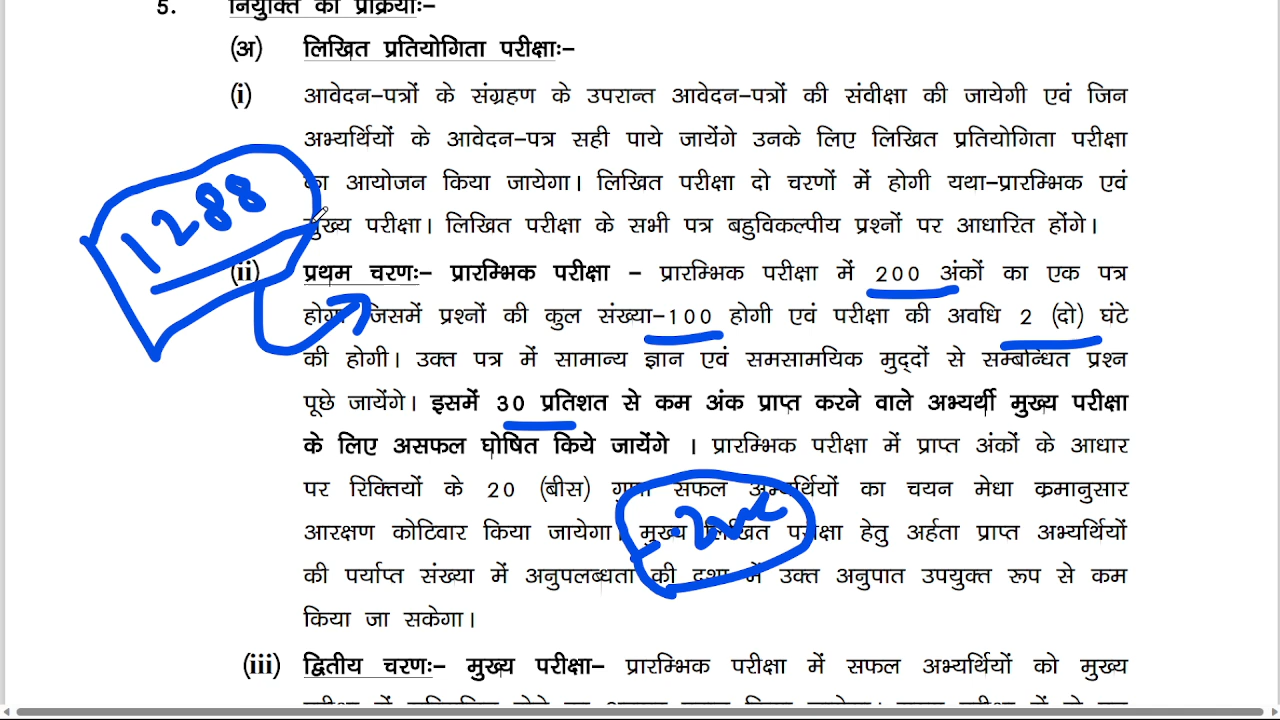 5. नियुक्ति की प्रक्रियाः-
(अ) लिखित प्रतियोगिता परीक्षाः-
(i) आवेदन-पत्रों के संग्रहण के उपरान्त आवेदन-पत्रों की संवीक्षा की जायेगी एवं जिन
अभ्यर्थियों के आवेदन-पत्र सही पाये जायेंगे उनके लिए लिखित प्रतियोगिता परीक्षा
का आयोजन किया जायेगा। लिखित परीक्षा दो चरणों में होगी यथा-प्रारम्भिक एवं
1288
मुख्य परीक्षा। लिखित परीक्षा के सभी पत्र बहुविकल्पीय प्रश्नों पर आधारित होंगे।
(ii) प्रथम चरणः- प्रारम्भिक परीक्षा - प्रारम्भिक परीक्षा में 200 अंकों का एक पत्र
होगा जिसमें प्रश्नों की कुल संख्या-100 होगी एवं परीक्षा की अवधि 2 (दो) घंटे
की होगी। उक्त पत्र में सामान्य ज्ञान एवं समसामयिक मुद्दों से सम्बन्धित प्रश्न
पूछे जायेंगे। इसमें 30 प्रतिशत से कम अंक प्राप्त करने वाले अभ्यर्थी मुख्य परीक्षा
के लिए असफल घोषित किये जायेंगे । प्रारम्भिक परीक्षा में प्राप्त अंकों के आधार
पर रिक्तियों के 20 (बीस) गुणा सफल अभ्यर्थियों का चयन मेधा क्रमानुसार
आरक्षण कोटिवार किया जायेगा। मुख्य लिखित परीक्षा हेतु अर्हता प्राप्त अभ्यर्थियों
की पर्याप्त संख्या में अनुपलब्धता की दशा में उक्त अनुपात उपयुक्त रूप से कम
किया जा सकेगा।
(iii) द्वितीय चरणः- मुख्य परीक्षा- प्रारम्भिक परीक्षा में सफल अभ्यर्थियों को मुख्य